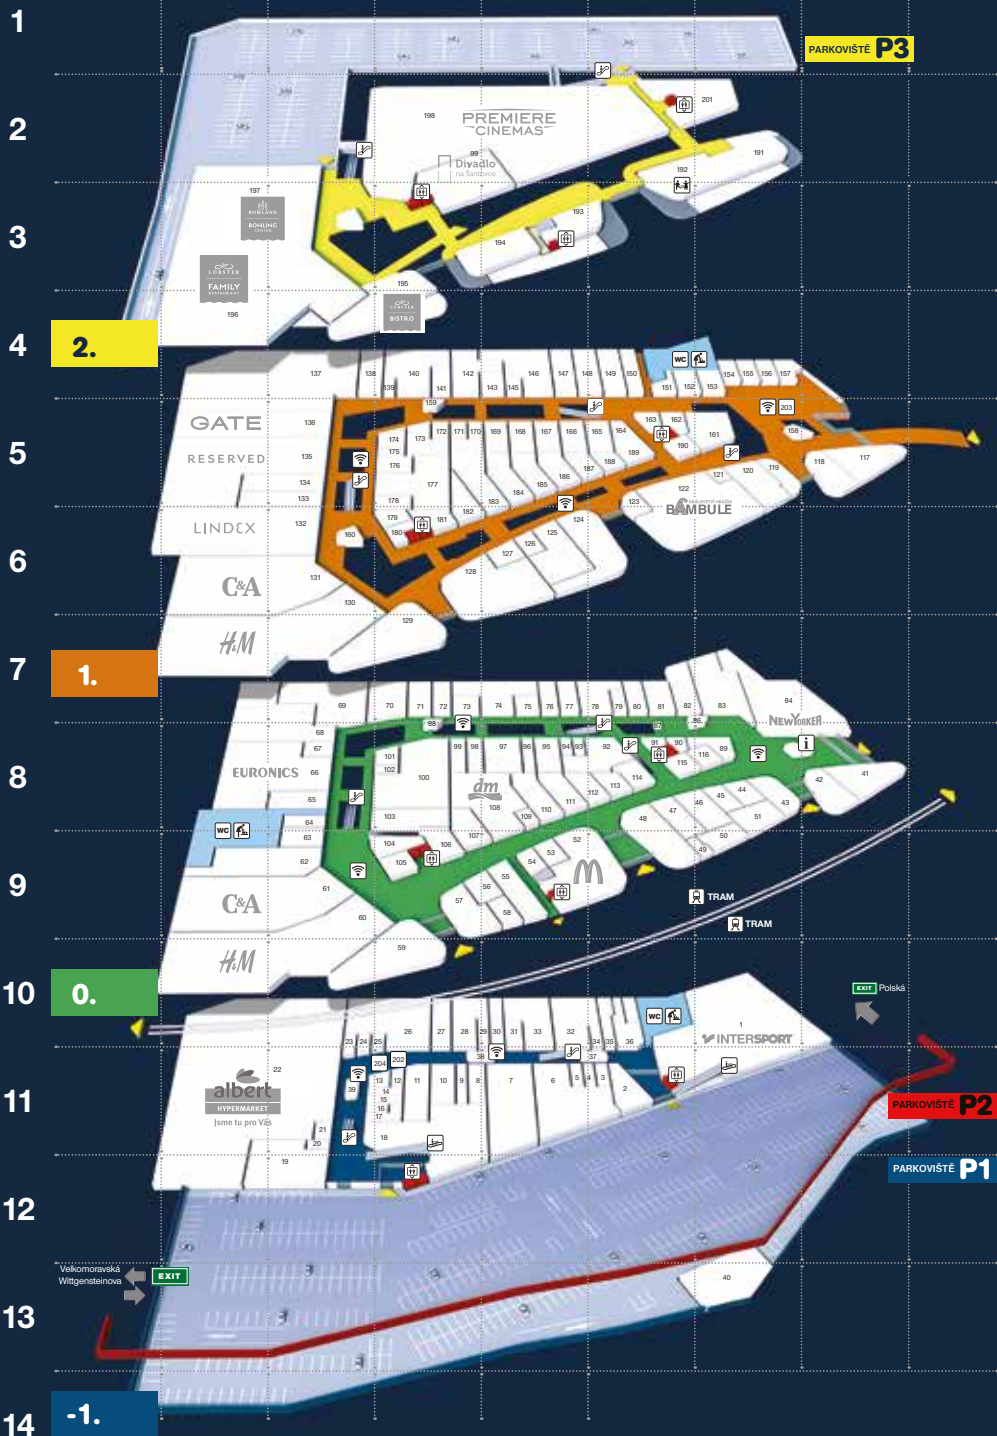 1
PARKOVIŠTĚ P3
2
198
PREMIERE
CINEMAS
201
99
Divadlo
na Šantovce
191
192
197
BOWLAND
BOWLING
CENTER
193
3
194
LOBSTER
FAMILY
RESTAURANT
195
LOBSTER
BISTRO
196
4
2.
137 138 139 140 141 142 143 145 146 147 148 149 150
WC
151 152 153 154 155 156 157
159
203
GATE
136
174 173 172 171 170 169 168 167 166 165 164
163 162 161 190
158
5
RESERVED
135
175
176
177
189 188 187 186 185 184 183 182 181
118 117
119 120 121 122 123
134
133
178
179
180
BAMBULE
LINDEX
132
160
124 125 126 127 128
6
C&A
131
130
129
H&M
7
1.
69 70 71 72 73 74 75 76 77 78 79 80 81 82 83 84
NEWYORKER
88
87
86
68
67
66
65
EURONICS
101
102
100
99 98 97 96 95 94 93 92
91 90 89
115 116
8
dm
108
103
114 113 112 111 110 109
107
106
42 41
43 44 45 46 47 48
51
50
49
WC
64
63
62
104
105
52 53 54 55 56 57 58
9
C&A
61
60
TRAM
TRAM
59
H&M
10
0.
EXIT Polská
23 24 25 26 27 28 29 30 31 33 32 34 35 36
WC
1
INTERSPORT
38
37
204 202
22
albert
HYPERMARKET
Jsme tu pro Vás
39
13 12 11 10 9 8 7 6 5 4 3 2
14
15
16
17
18
11
PARKOVIŠTĚ P2
21
20
19
PARKOVIŠTĚ P1
12
Velkomoravská
Wittgensteinova
EXIT
40
13
-1.
14